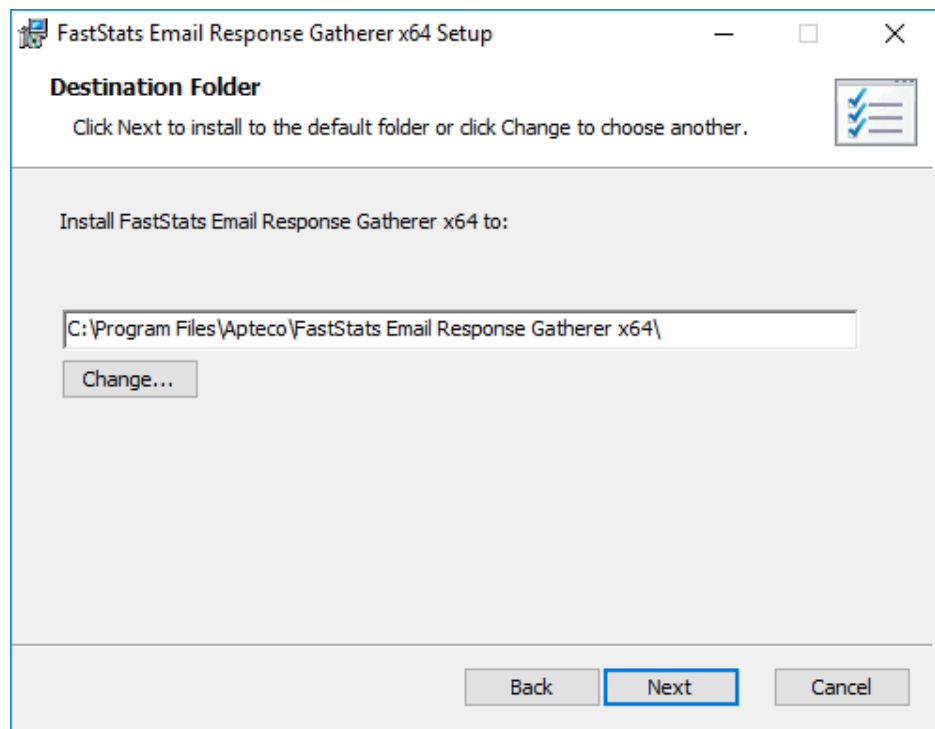 FastStats Email Response Gatherer x64 Setup
Destination Folder
Click Next to install to the default folder or click Change to choose another.
Install FastStats Email Response Gatherer x64 to:
C:\Program Files\Apteco\FastStats Email Response Gatherer x64\
Change...
Back Next Cancel